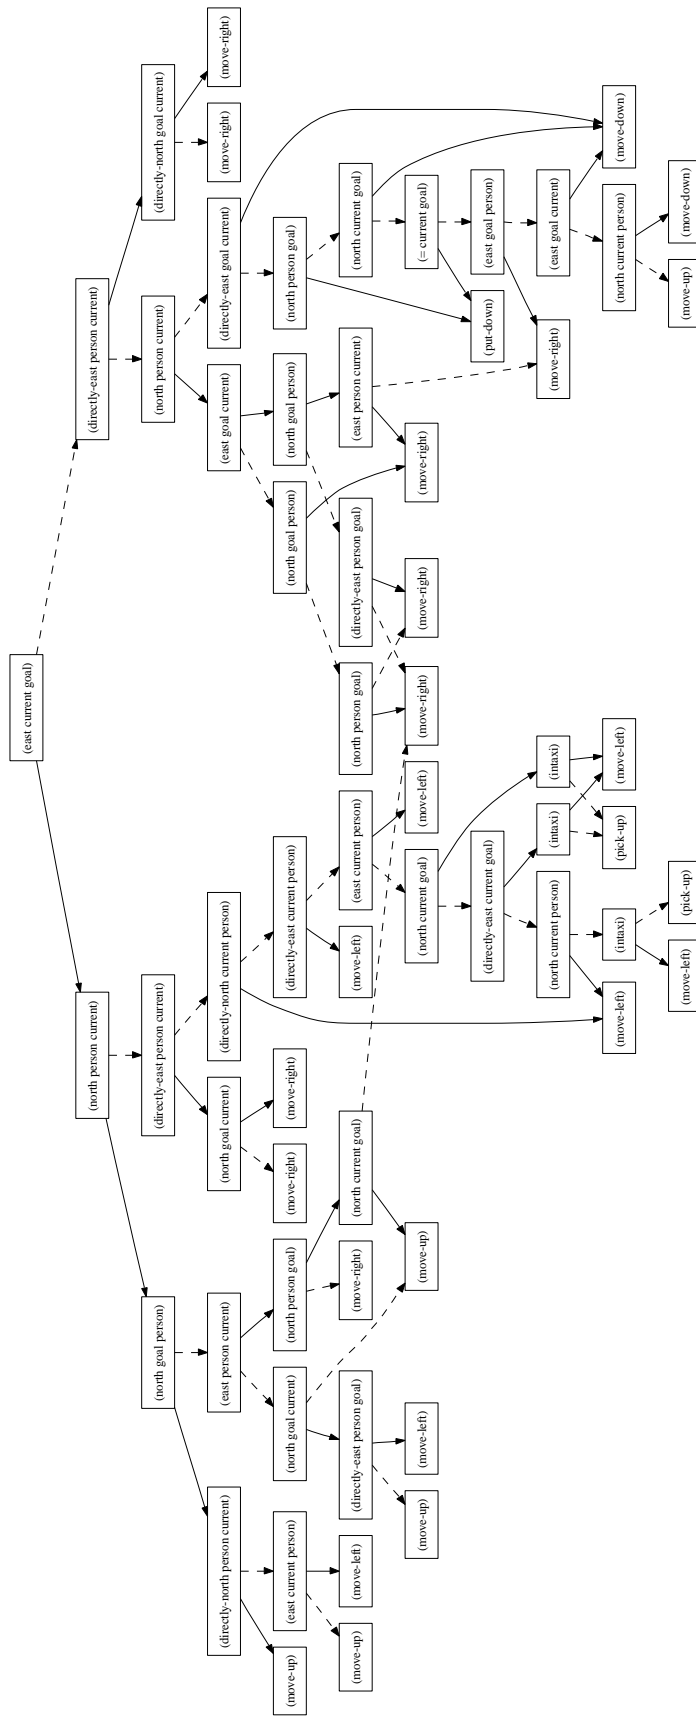 (east current goal)
(north person current)
(directly-east person current)
(north goal person)
(directly-east person current)
(north person current)
(directly-north goal current)
(directly-north person current)
(east person current)
(north goal current)
(directly-north current person)
(east goal current)
(directly-east goal current)
(move-right)
(move-right)
(move-up)
(east current person)
(north goal current)
(north person goal)
(move-right)
(move-right)
(directly-east current person)
(north goal person)
(north goal person)
(north person goal)
(move-up)
(move-left)
(directly-east person goal)
(move-right)
(north current goal)
(move-left)
(east current person)
(north person goal)
(directly-east person goal)
(east person current)
(north current goal)
(move-up)
(move-left)
(move-up)
(north current goal)
(move-left)
(move-right)
(move-right)
(move-right)
(= current goal)
(directly-east current goal)
(put-down)
(east goal person)
(north current person)
(intaxi)
(intaxi)
(move-right)
(east goal current)
(move-left)
(intaxi)
(pick-up)
(move-left)
(north current person)
(move-down)
(move-left)
(pick-up)
(move-up)
(move-down)